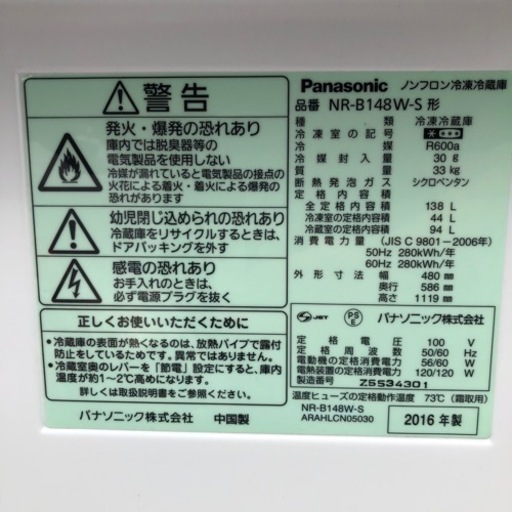 警告
発火・爆発の恐れあり
庫内では脱臭器等の
電気製品を使用しない
冷媒が漏れていると電気製品の接点の
火花による着火・着火による爆発の
恐れがあります
幼児閉じ込めの恐れあり
冷蔵庫をリサイクルするときは、
ドアパッキングを外す
感電の恐れあり
お手入れのときは、
必ず電源プラグを抜く
正しくお使いいただくために
●冷蔵庫の表面が熱くなるのは、放熱パイプで露付
防止をしているためです。異常ではありません。
●冷蔵室奥のレバーを「節電」設定にすると、庫内
温度が約1〜2℃高めになります。
詳しくは取扱説明書をご参照ください。
パナソニック株式会社 中国製
Panasonic ノンフロン冷凍冷蔵庫
品番 NR-B148W-S 形
種類 冷凍冷蔵庫
冷凍室の記号
冷媒 R600a
冷媒封入量 30 g
質量 33 kg
断熱発泡ガス シクロペンタン
定格内容積
全定格内容積 138 L
冷凍室の定格内容積 44 L
冷蔵室の定格内容積 94 L
消費電力量 (JIS C 9801-2006年)
50Hz 280kWh/年
60Hz 280kWh/年
外形寸法 幅 480 mm
奥行 586 mm
高さ 1119 mm
JET PSE パナソニック株式会社
定格電圧 100 V
定格周波数 50/60 Hz
電動機の定格消費電力 56/60 W
電熱装置の定格消費電力 120/120 W
製造番号 Z5S34301
温度ヒューズの定格動作温度 73℃ (霜取用)
NR-B148W-S
ARAHLCN05030
2016 年製